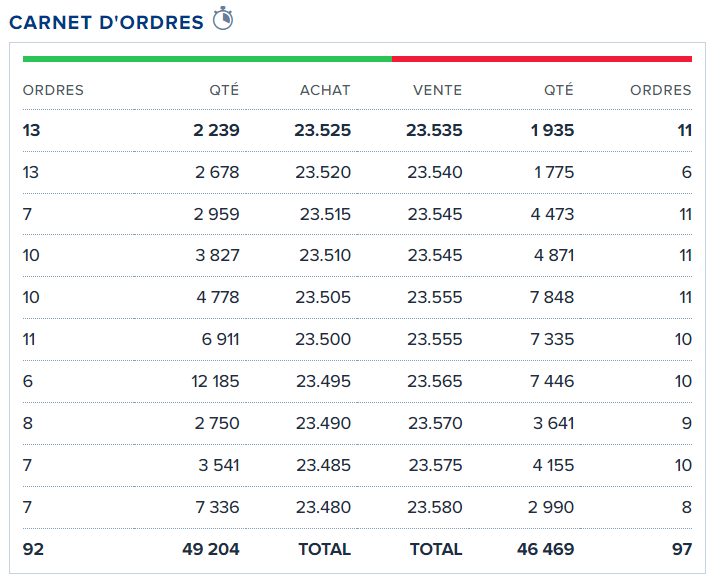 CARNET D'ORDRES
ORDRES QTÉ ACHAT VENTE QTÉ ORDRES
13 2 239 23.525 23.535 1 935 11
13 2 678 23.520 23.540 1 775 6
7 2 959 23.515 23.545 4 473 11
10 3 827 23.510 23.545 4 871 11
10 4 778 23.505 23.555 7 848 11
11 6 911 23.500 23.555 7 335 10
6 12 185 23.495 23.565 7 446 10
8 2 750 23.490 23.570 3 641 9
7 3 541 23.485 23.575 4 155 10
7 7 336 23.480 23.580 2 990 8
92 49 204 TOTAL TOTAL 46 469 97